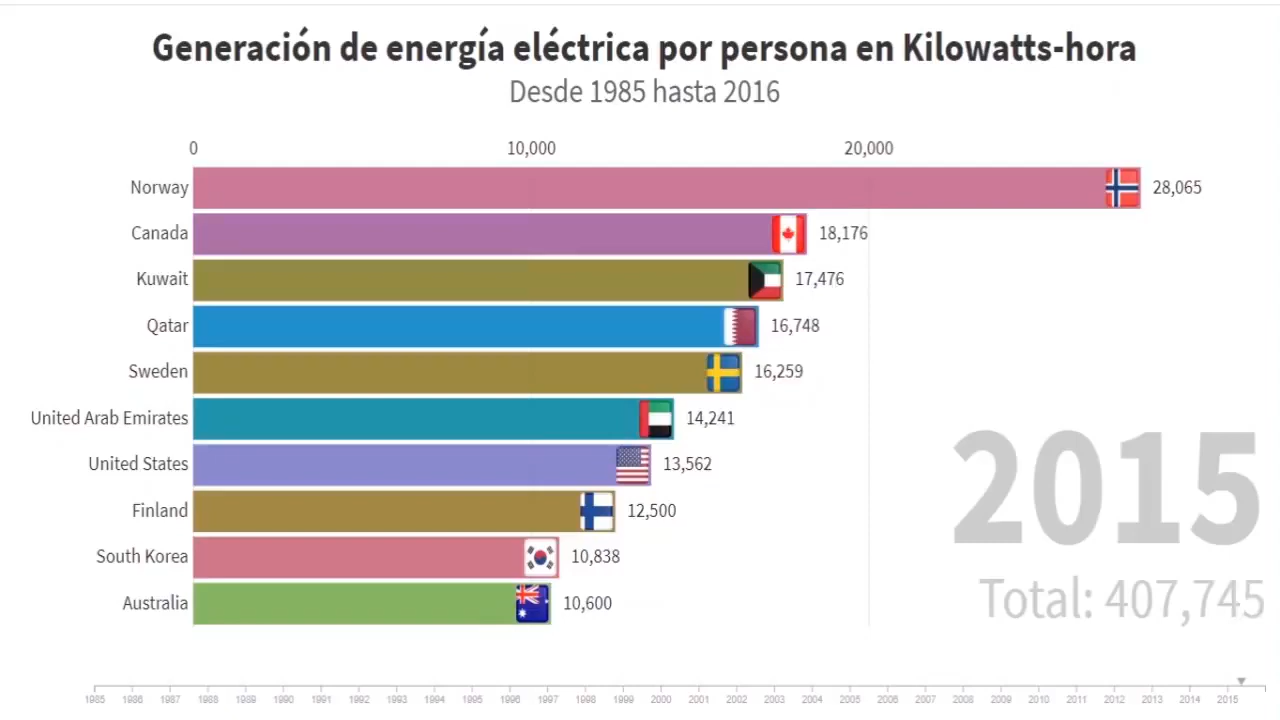 Generación de energía eléctrica por persona en Kilowatts-hora
Desde 1985 hasta 2016
0 10,000 20,000
Norway 28,065
Canada 18,176
Kuwait 17,476
Qatar 16,748
Sweden 16,259
United Arab Emirates 14,241
United States 13,562
Finland 12,500
South Korea 10,838
Australia 10,600
2015
Total: 407,745
1985 1986 1987 1988 1989 1990 1991 1992 1993 1994 1995 1996 1997 1998 1999 2000 2001 2002 2003 2004 2005 2006 2007 2008 2009 2010 2011 2012 2013 2014 2015